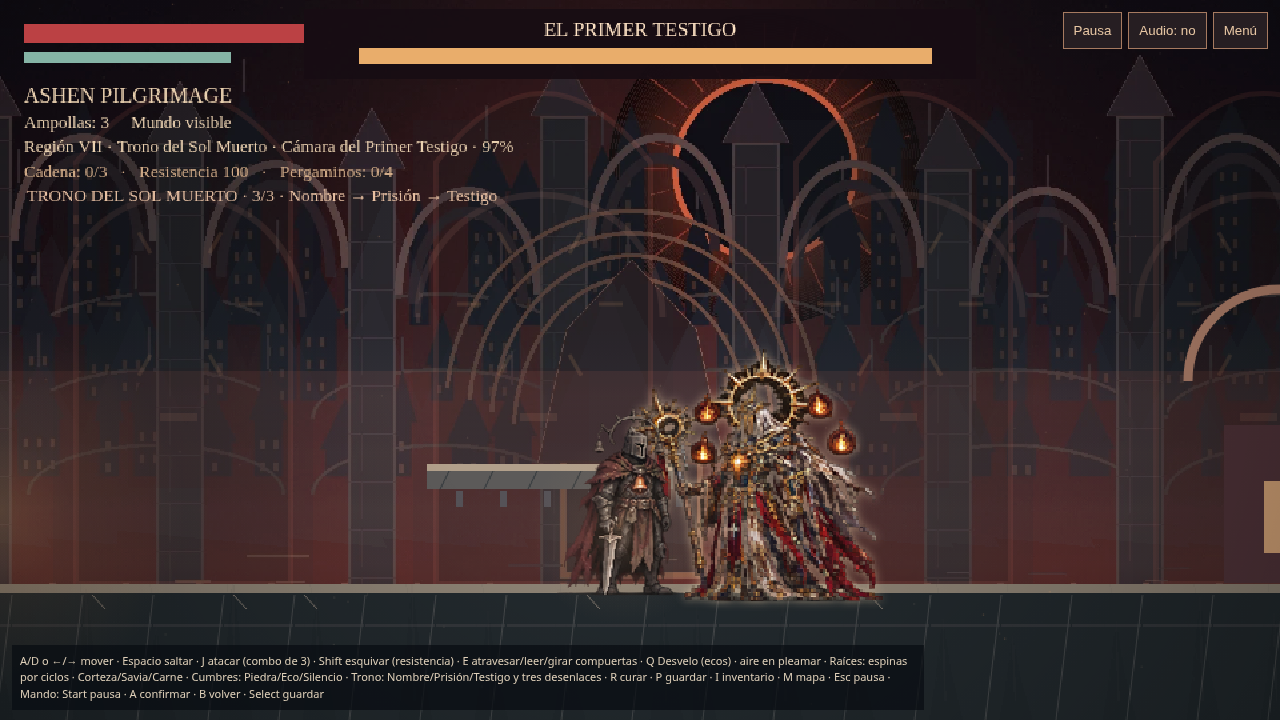 EL PRIMER TESTIGO
Pausa
Audio: no
Menú
ASHEN PILGRIMAGE
Ampollas: 3 Mundo visible
Región VII · Trono del Sol Muerto · Cámara del Primer Testigo · 97%
Cadena: 0/3 · Resistencia 100 · Pergaminos: 0/4
TRONO DEL SOL MUERTO · 3/3 · Nombre → Prisión → Testigo
A/D o ←/→ mover · Espacio saltar · J atacar (combo de 3) · Shift esquivar (resistencia) · E atravesar/leer/girar compuertas · Q Desvelo (ecos) · aire en pleamar · Raíces: espinas
por ciclos · Corteza/Savia/Carne · Cumbres: Piedra/Eco/Silencio · Trono: Nombre/Prisión/Testigo y tres desenlaces · R curar · P guardar · I inventario · M mapa · Esc pausa ·
Mando: Start pausa · A confirmar · B volver · Select guardar